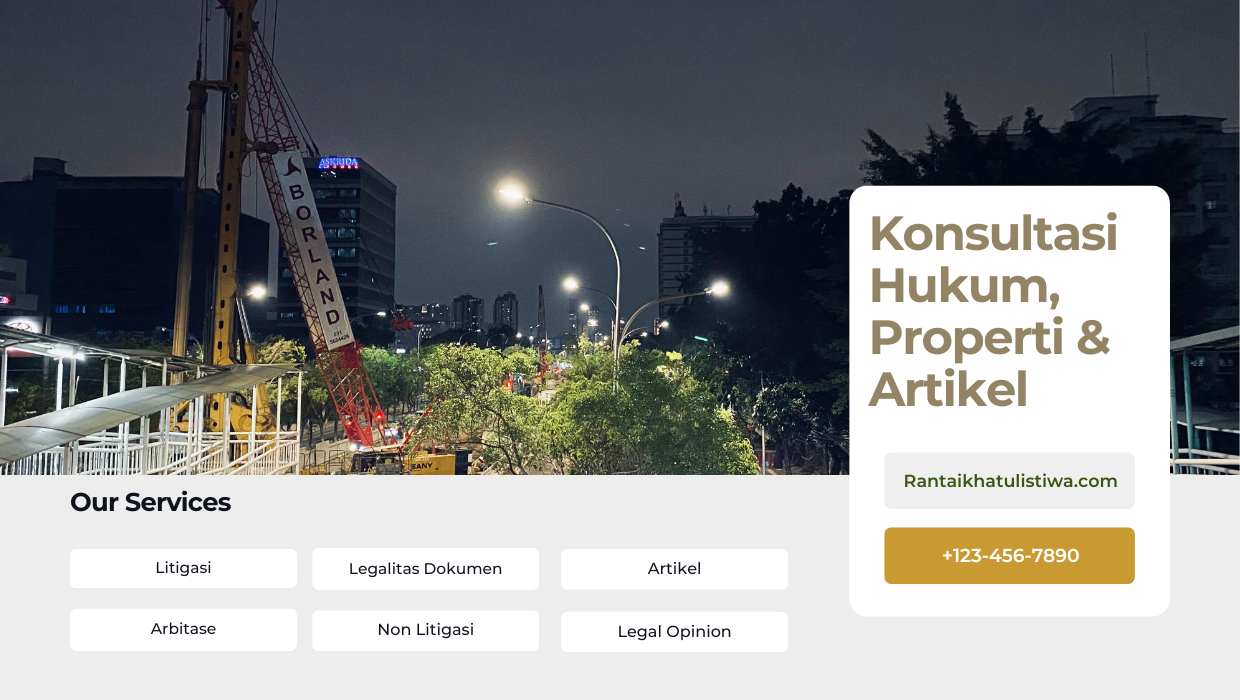 ASKRIDA
BORLAND
SANY
Konsultasi
Hukum,
Properti &
Artikel
Rantaikhatulistiwa.com
+123-456-7890
Our Services
Litigasi
Legalitas Dokumen
Artikel
Arbitase
Non Litigasi
Legal Opinion